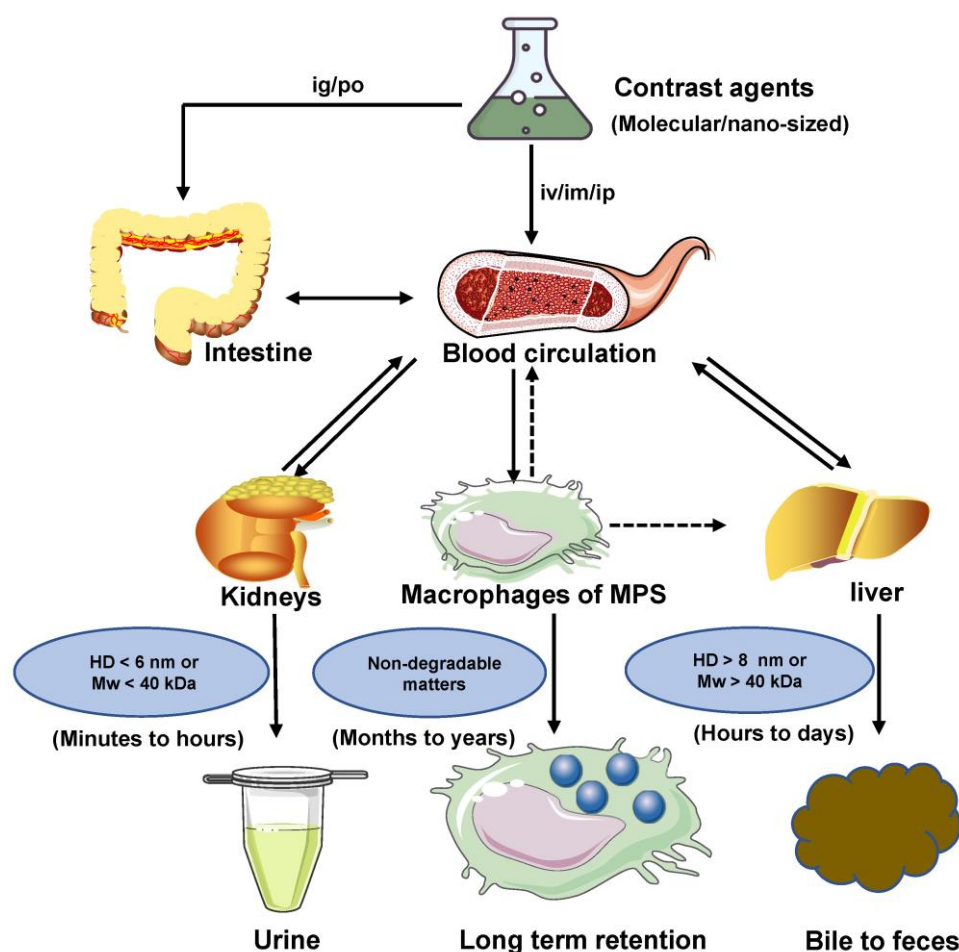 ig/po
Contrast agents
(Molecular/nano-sized)
iv/im/ip
Intestine
Blood circulation
Kidneys
Macrophages of MPS
liver
HD < 6 nm or
Mw < 40 kDa
Non-degradable
matters
HD > 8 nm or
Mw > 40 kDa
(Minutes to hours)
(Months to years)
(Hours to days)
Urine
Long term retention
Bile to feces